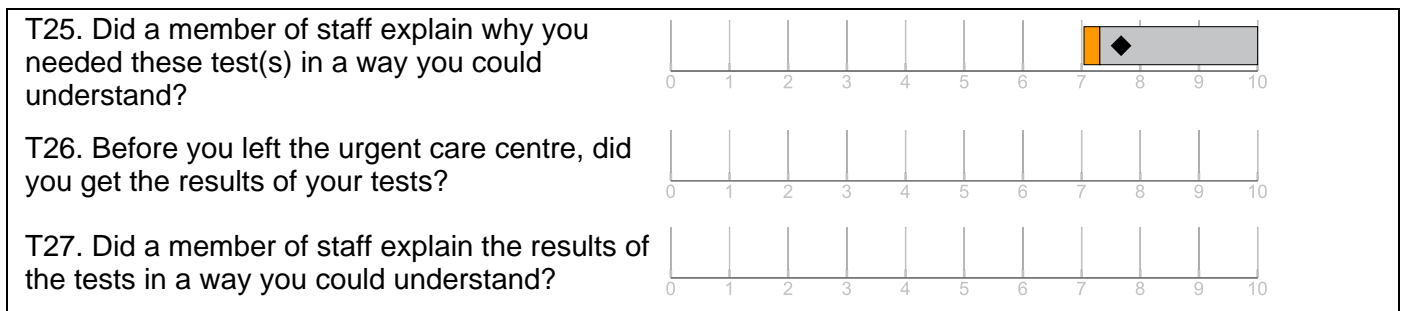 T25. Did a member of staff explain why you
needed these test(s) in a way you could
understand?
0 1 2 3 4 5 6 7 8 9 10
T26. Before you left the urgent care centre, did
you get the results of your tests?
0 1 2 3 4 5 6 7 8 9 10
T27. Did a member of staff explain the results of
the tests in a way you could understand?
0 1 2 3 4 5 6 7 8 9 10